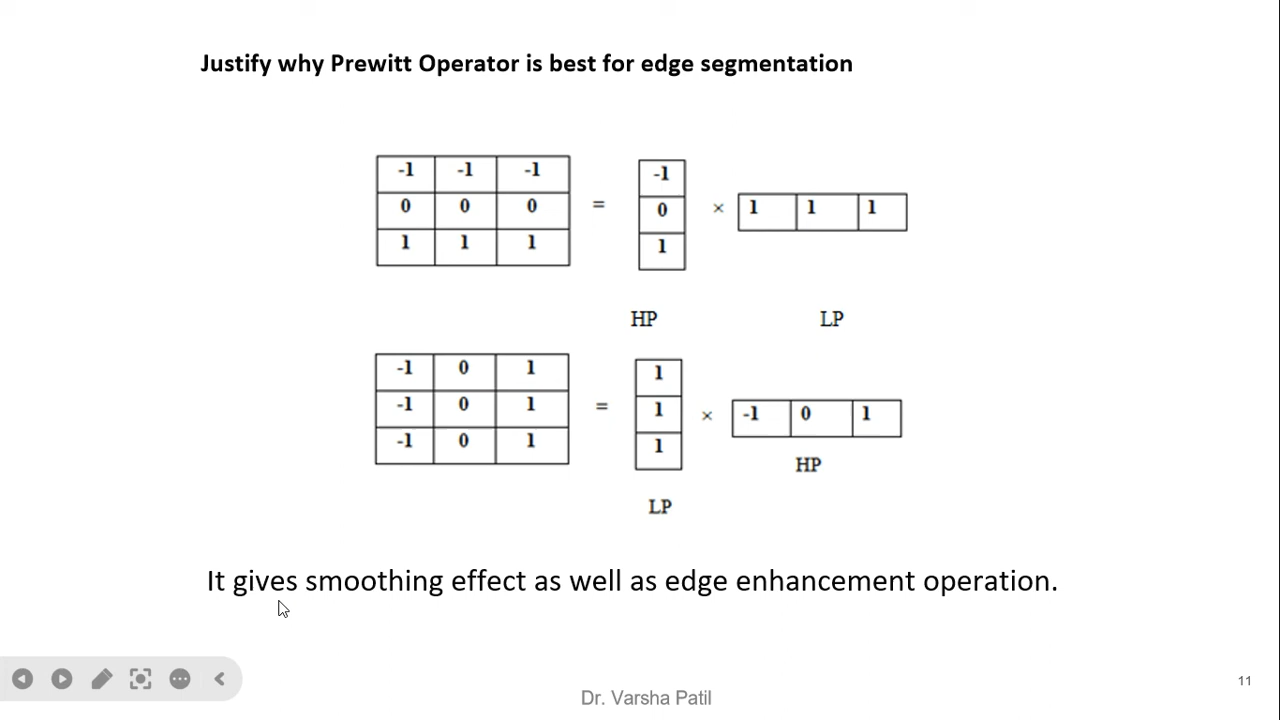 Justify why Prewitt Operator is best for edge segmentation
-1 -1 -1
0 0 0
1 1 1
=
-1
0
1
×
1 1 1
HP LP
-1 0 1
-1 0 1
-1 0 1
=
1
1
1
×
-1 0 1
HP
LP
It gives smoothing effect as well as edge enhancement operation.
11
Dr. Varsha Patil